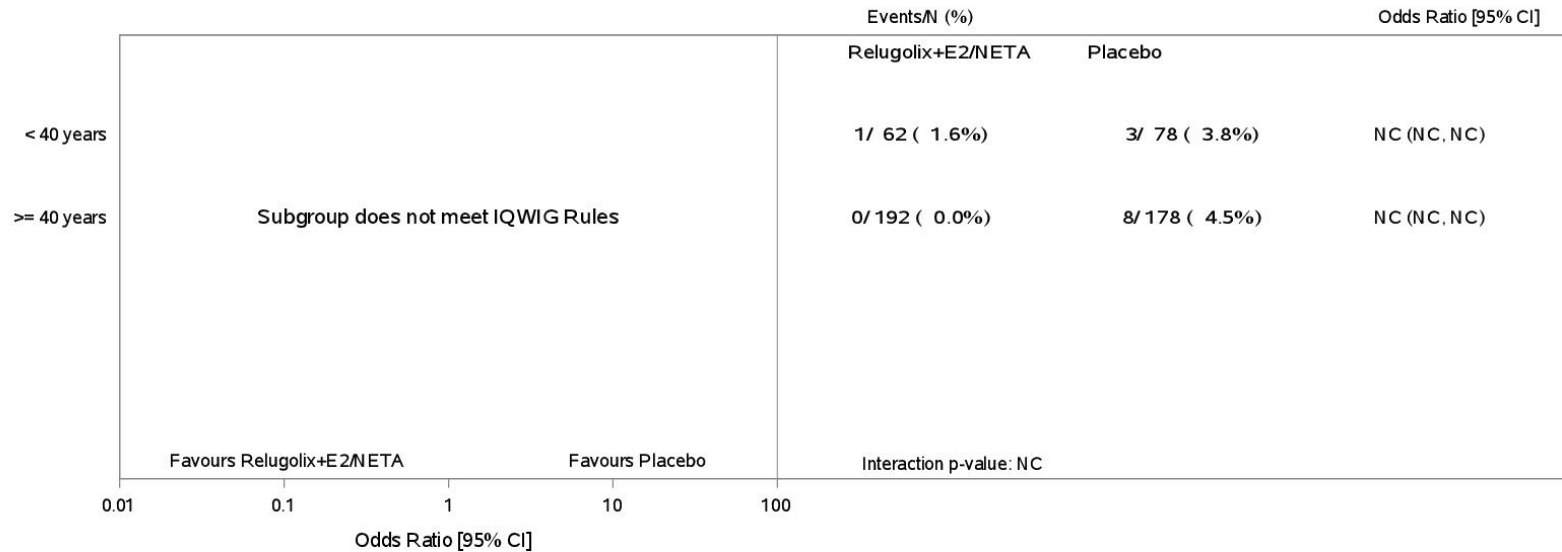 Events/N (%) Odds Ratio [95% CI]
Relugolix+E2/NETA Placebo
< 40 years 1/ 62 ( 1.6%) 3/ 78 ( 3.8%) NC (NC, NC)
>= 40 years Subgroup does not meet IQWIG Rules 0/ 192 ( 0.0%) 8/ 178 ( 4.5%) NC (NC, NC)
Favours Relugolix+E2/NETA Favours Placebo Interaction p-value: NC
0.01 0.1 1 10 100
Odds Ratio [95% CI]